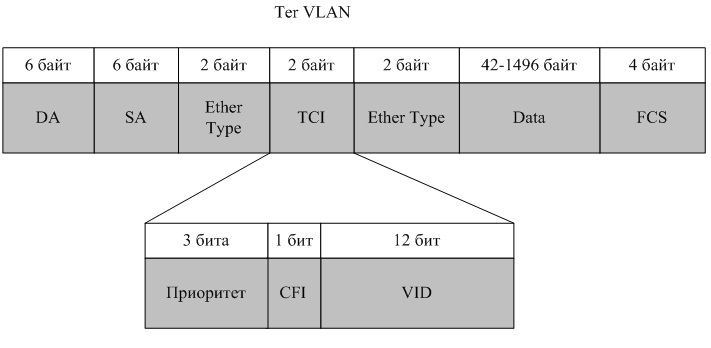 Тег VLAN
6 байт 6 байт 2 байт 2 байт 2 байт 42-1496 байт 4 байт
DA SA Ether Type TCI Ether Type Data FCS
3 бита 1 бит 12 бит
Приоритет CFI VID